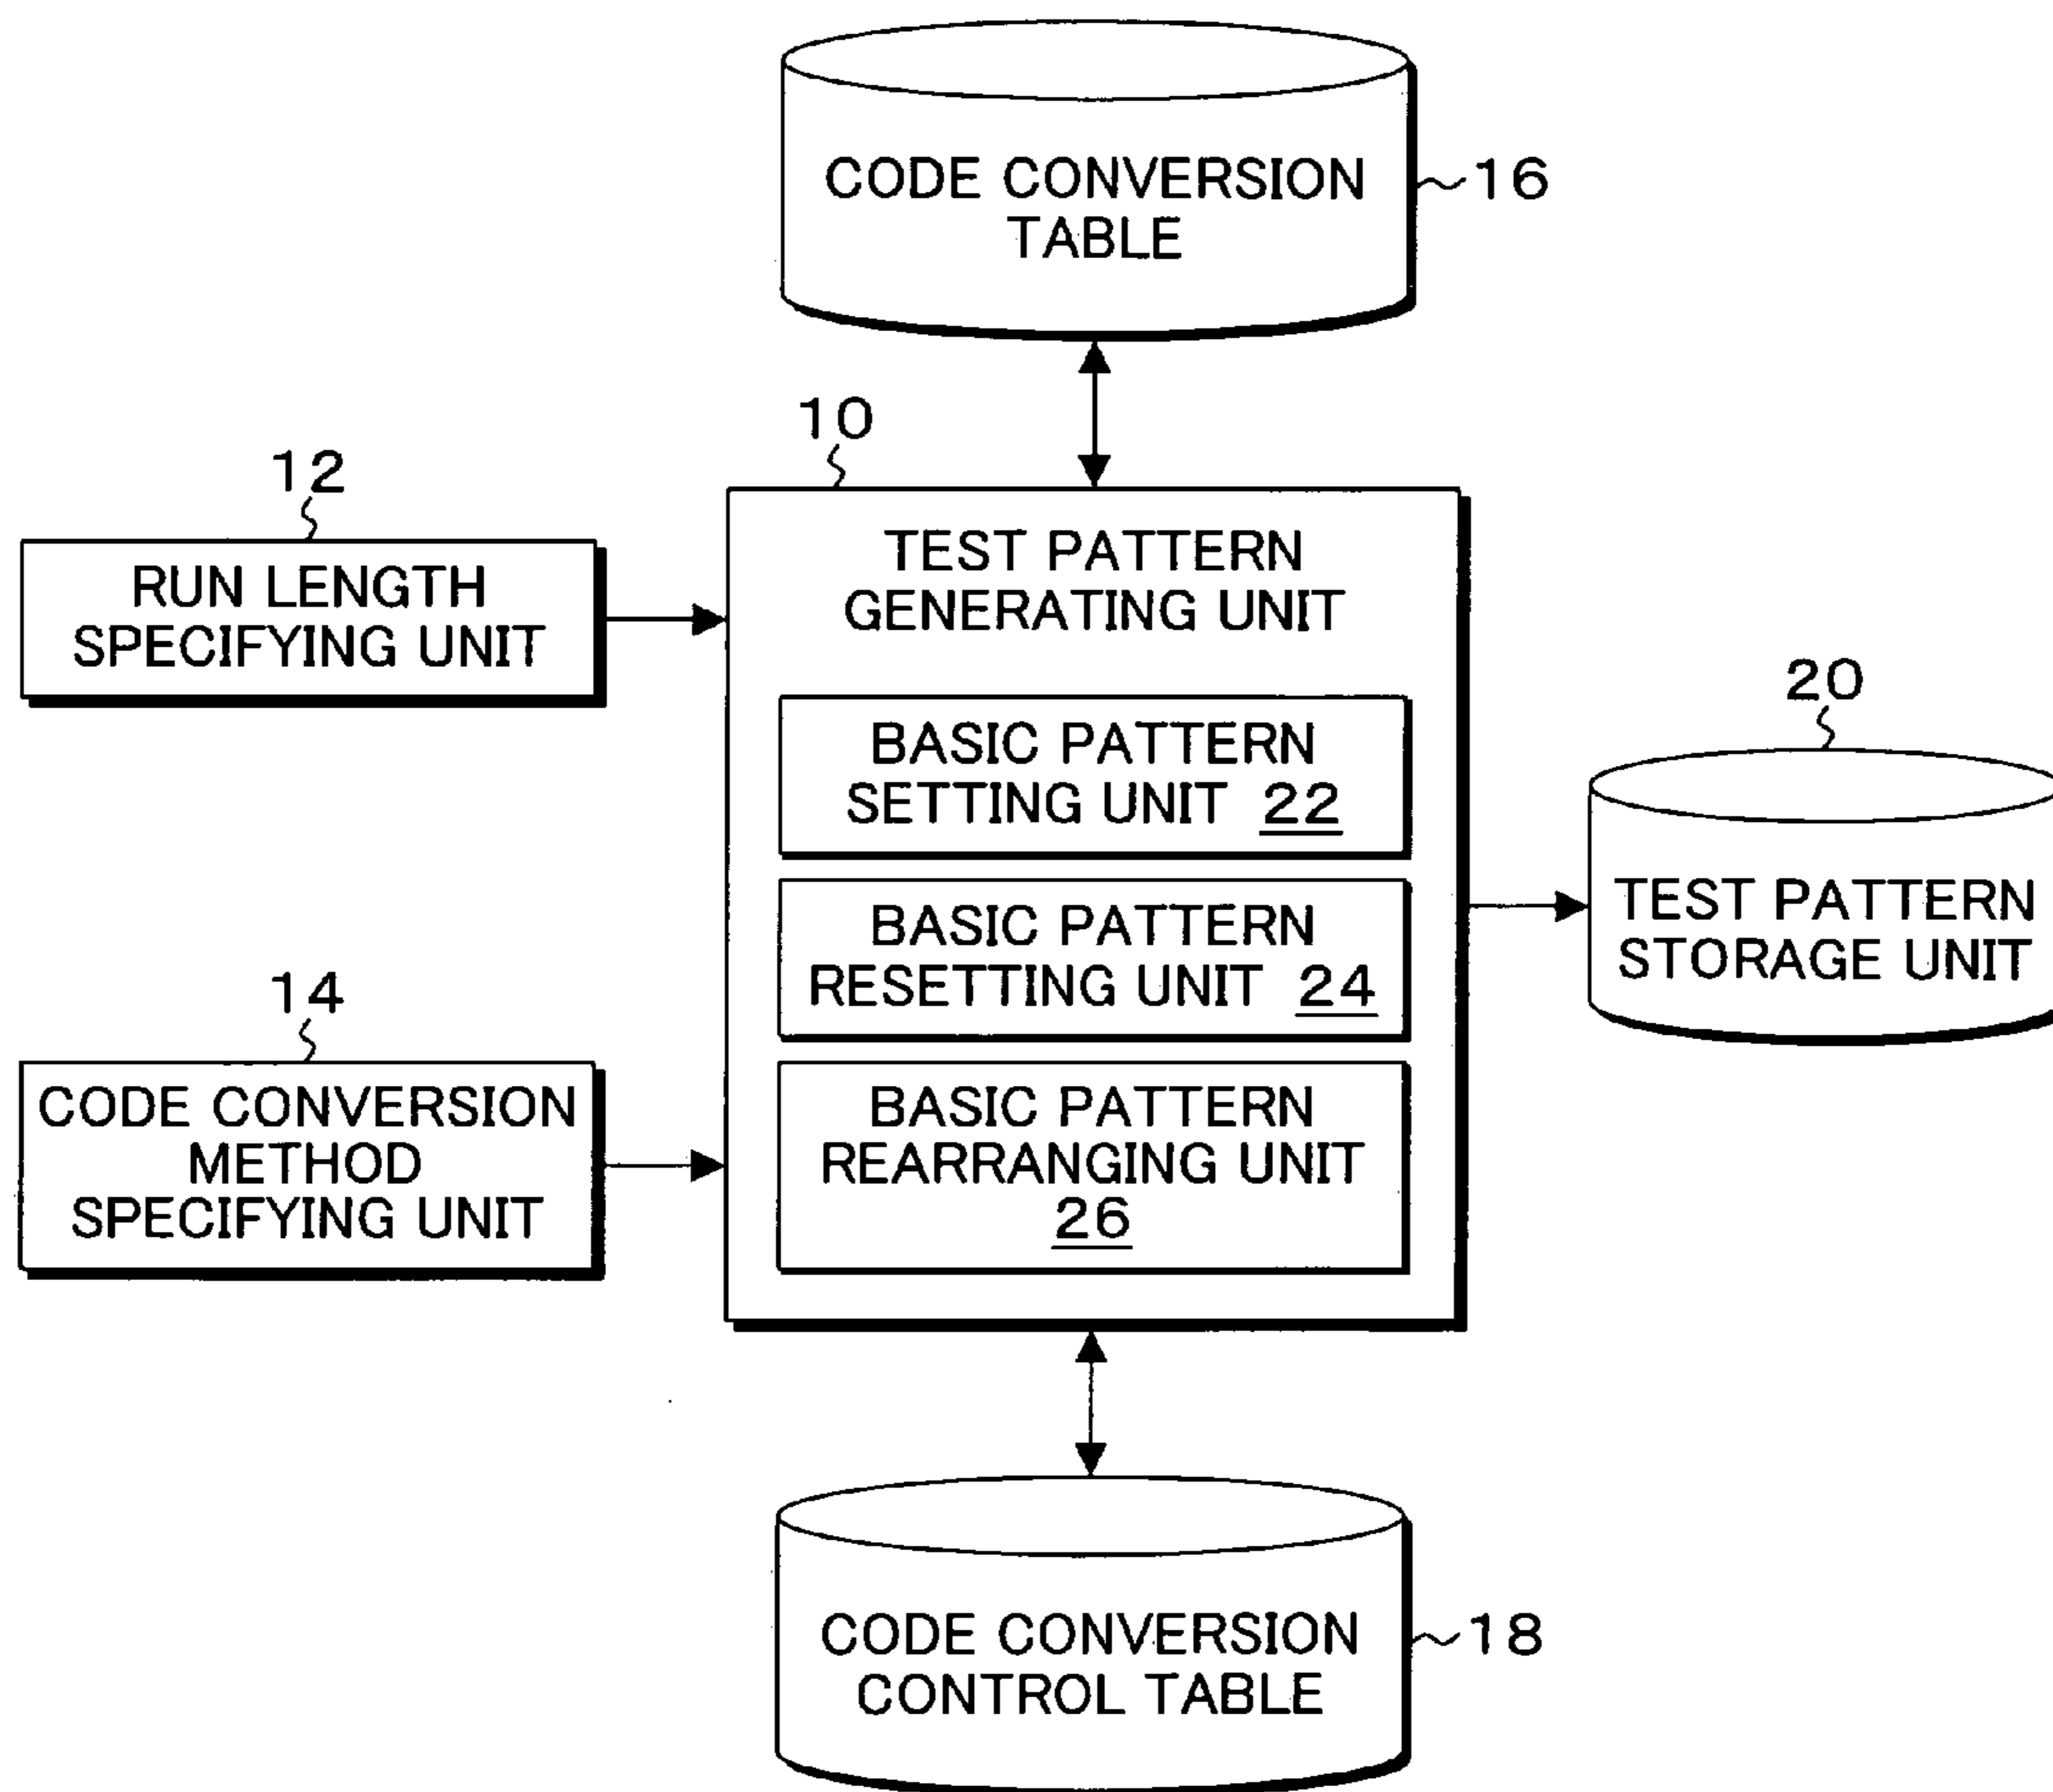 CODE CONVERSION
TABLE
16
10
12
RUN LENGTH
SPECIFYING UNIT
TEST PATTERN
GENERATING UNIT
BASIC PATTERN
SETTING UNIT 22
BASIC PATTERN
RESETTING UNIT 24
BASIC PATTERN
REARRANGING UNIT
26
20
TEST PATTERN
STORAGE UNIT
14
CODE CONVERSION
METHOD
SPECIFYING UNIT
CODE CONVERSION
CONTROL TABLE
18